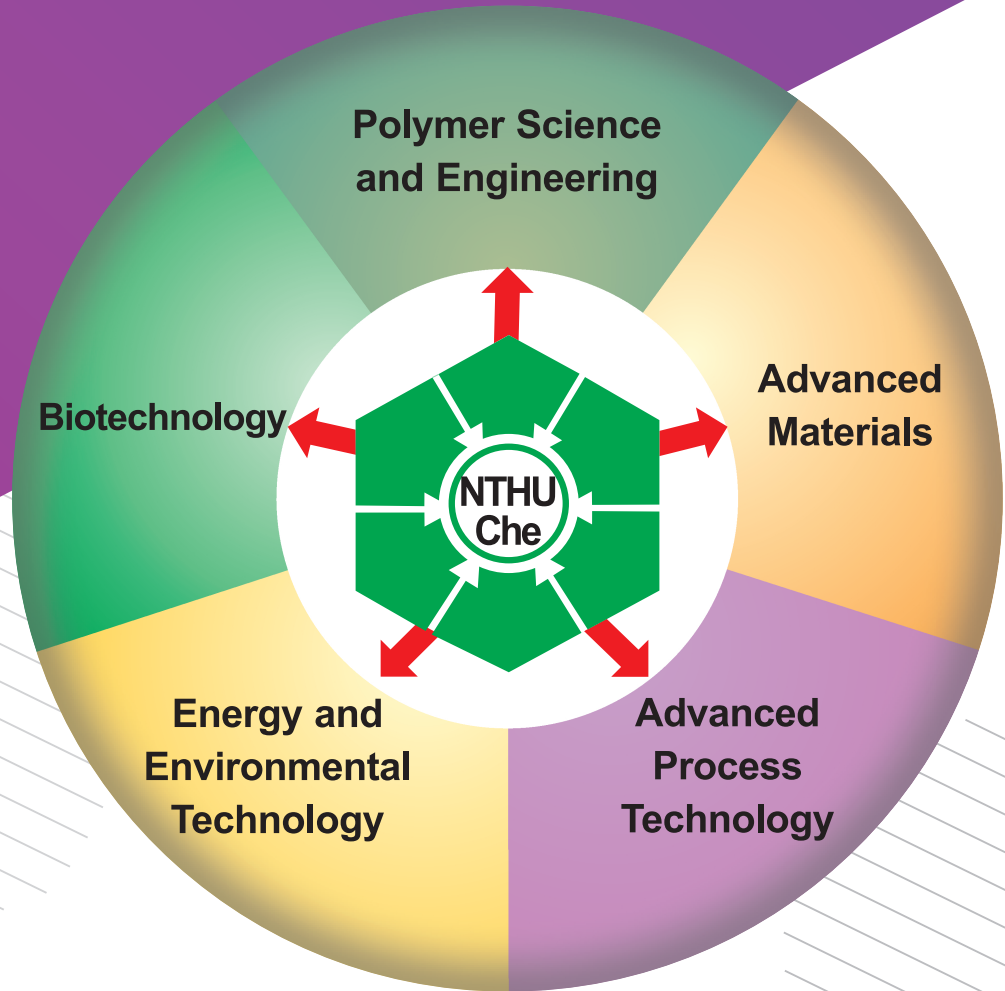 Polymer Science
and Engineering
Advanced
Materials
Biotechnology
NTHU
Che
Energy and
Environmental
Technology
Advanced
Process
Technology